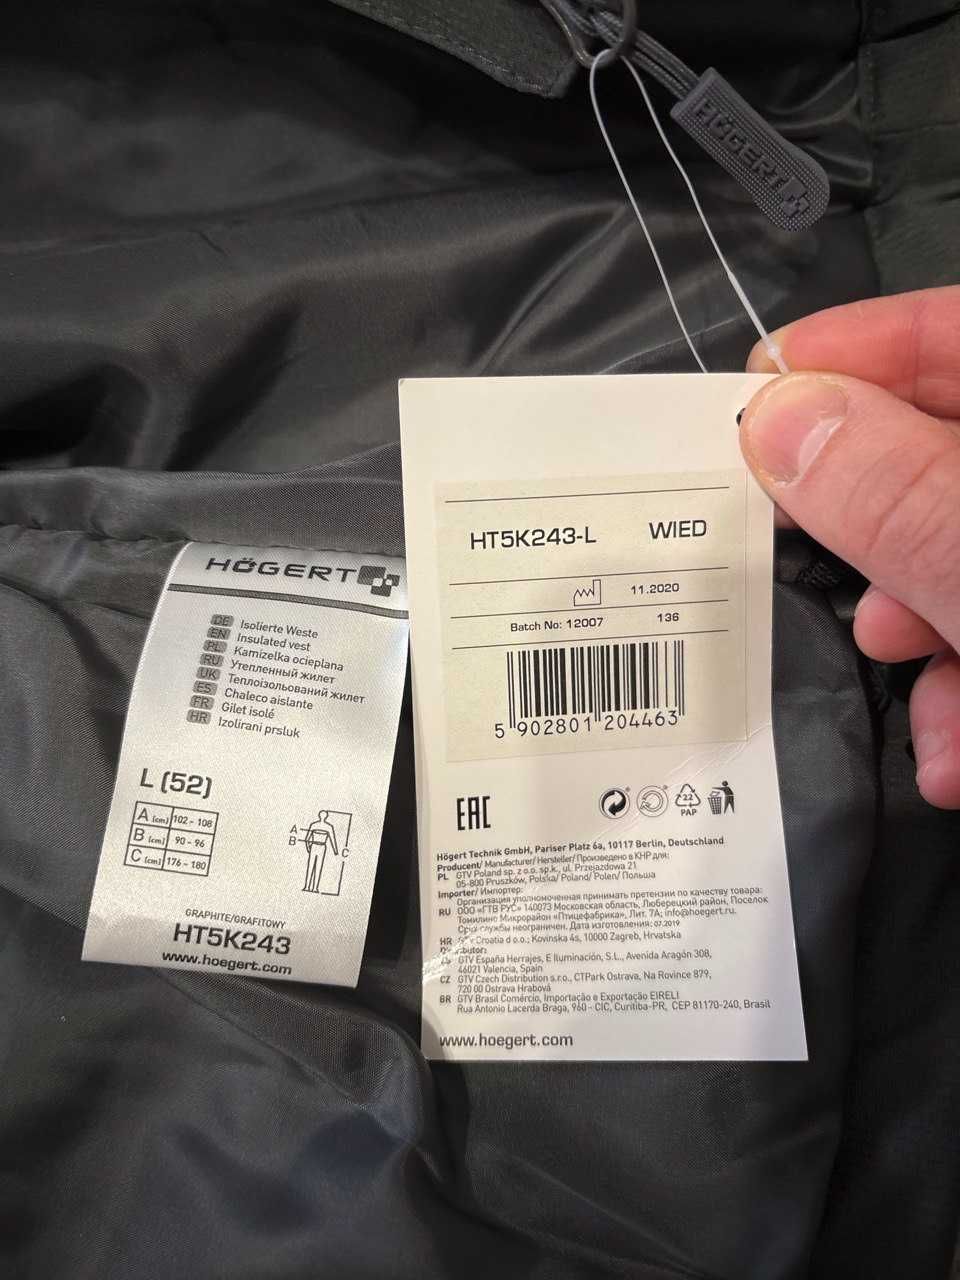 HÖGERT
HÖGERT
DE Isolierte Weste
EN Insulated vest
PL Kamizelka ocieplana
RU Утепленный жилет
UK Теплоізольований жилет
ES Chaleco aislante
FR Gilet isolé
HR Izolirani prsluk
L (52)
A (cm) 102 - 108
B (cm) 90 - 96
C (cm) 176 - 180
A
B
C
GRAPHITE/GRAFITOWY
HT5K243
www.hoegert.com
HT5K243-L WIED
11.2020
Batch No: 12007 136
5 902801 204463
EAC
22
PAP
Högert Technik GmbH, Pariser Platz 6a, 10117 Berlin, Deutschland
Producent/ Manufacturer/ Hersteller/ Произведено в КНР для:
PL GTV Poland sp. z o.o. sp.k., ul. Przejazdowa 21
05-800 Pruszków, Polska/ Poland/ Polen/ Польша
Importer/ Импортер:
Организация уполномоченная принимать претензии по качеству товара:
RU ООО «ГТВ РУС» 140073 Московская область, Люберецкий район, Поселок
Томилино Микрорайон «Птицефабрика», Лит. 7А; info@hoegert.ru.
Срок службы неограничен. Дата изготовления: 07.2019
HR Croatia d.o.o.; Kovinska 4s, 10000 Zagreb, Hrvatska
ES GTV España Herrajes, E Iluminación, S.L., Avenida Aragón 308,
46021 Valencia, Spain
CZ GTV Czech Distribution s.r.o., CTPark Ostrava, Na Rovince 879,
720 00 Ostrava Hrabová
BR GTV Brasil Comércio, Importação e Exportação EIRELI
Rua Antonio Lacerda Braga, 960 - CIC, Curitiba-PR, CEP 81170-240, Brasil
www.hoegert.com